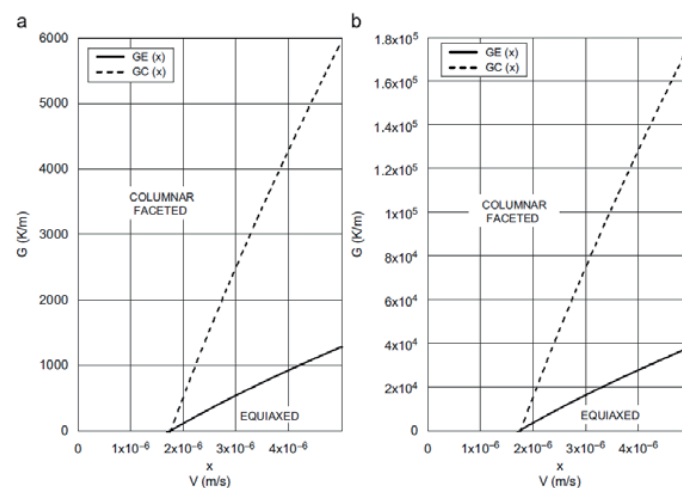 a
GE (x)
GC (x)
6000
5000
4000
3000
2000
1000
0
G (K/m)
COLUMNAR
FACETED
EQUIAXED
0
1x10⁻⁶
2x10⁻⁶
3x10⁻⁶
4x10⁻⁶
x
V (m/s)
b
GE (x)
GC (x)
1.8x10⁵
1.6x10⁵
1.4x10⁵
1.2x10⁵
1x10⁵
8x10⁴
6x10⁴
4x10⁴
2x10⁴
0
G (K/m)
COLUMNAR
FACETED
EQUIAXED
0
1x10⁻⁶
2x10⁻⁶
3x10⁻⁶
4x10⁻⁶
x
V (m/s)